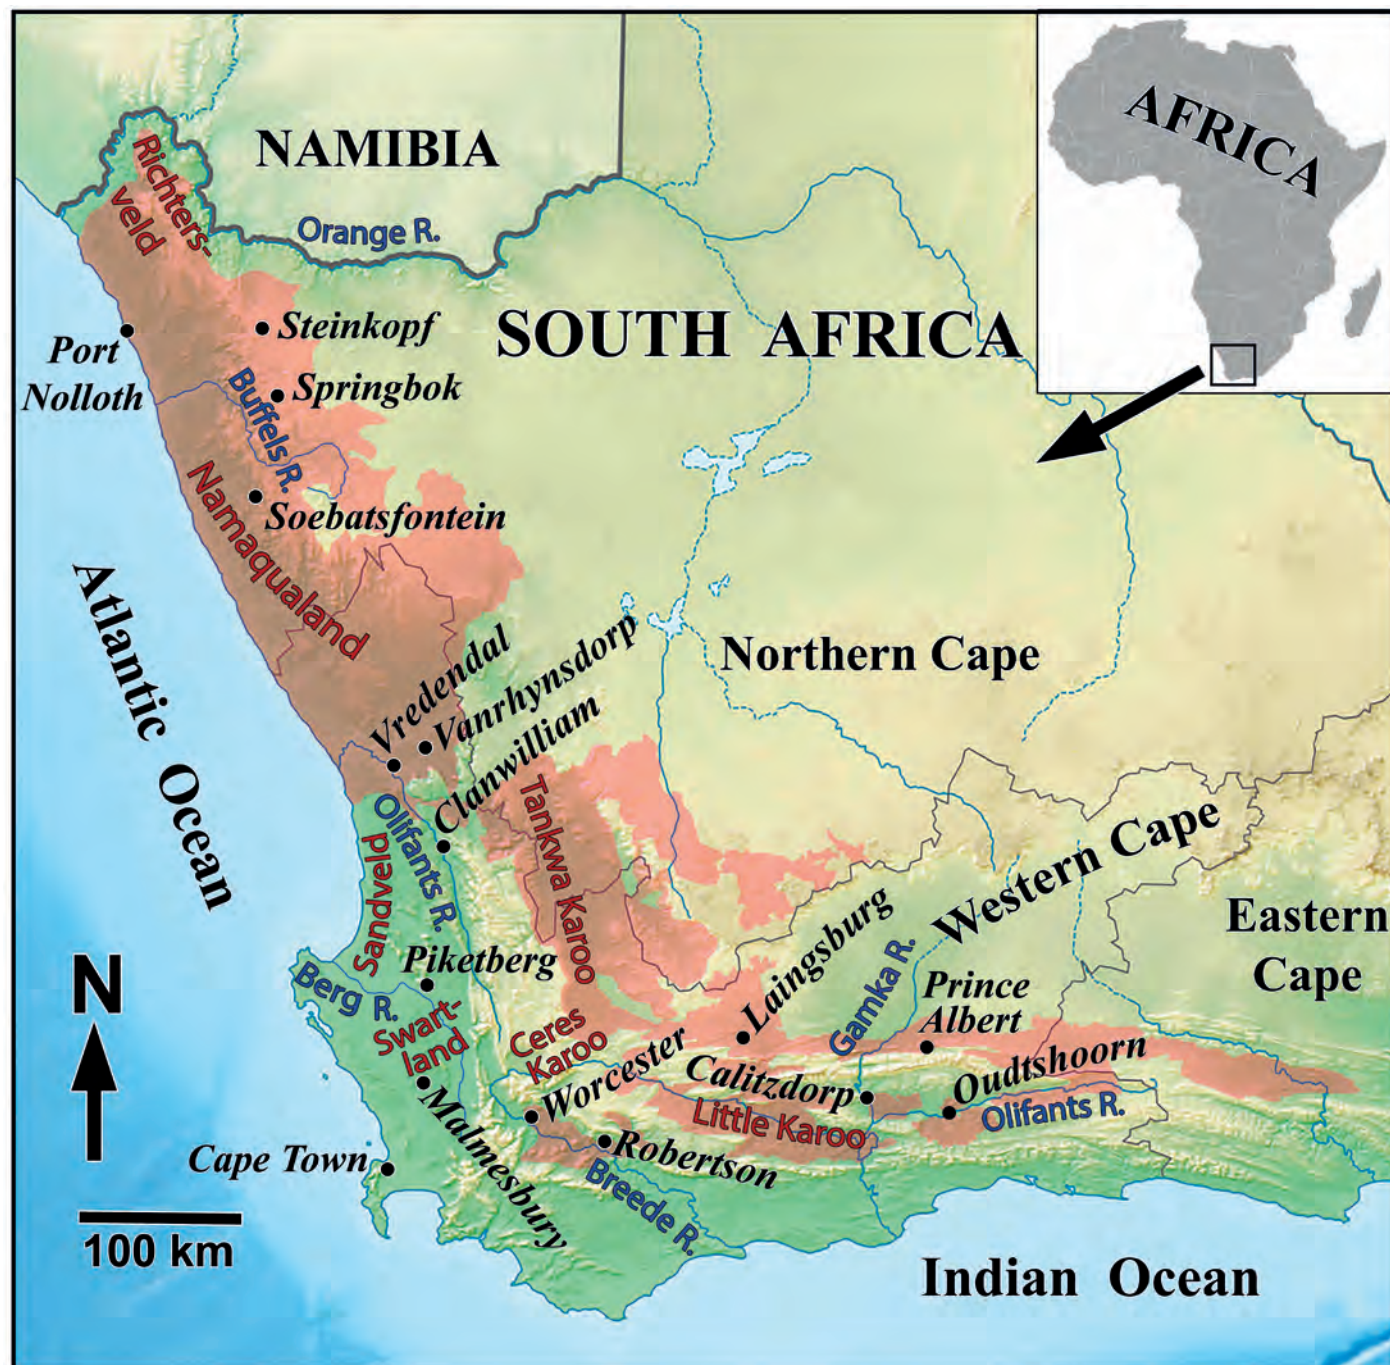 AFRICA
NAMIBIA
Richters-
veld
Orange R.
SOUTH AFRICA
Steinkopf
Port
Nolloth
Springbok
Buffels R.
Soebatsfontein
Namaqualand
Atlantic Ocean
Vredendal
Vanrhynsdorp
Clanwilliam
Northern Cape
Olifants R.
Sandveld
Tankwa Karoo
Western Cape
Eastern
Cape
Laingsburg
Gamka R.
Piketberg
Berg R.
Swart-
land
Ceres
Karoo
Prince
Albert
N
Worcester
Calitzdorp
Oudtshoorn
Little Karoo
Olifants R.
Malmesbury
Cape Town
Robertson
Breede R.
100 km
Indian Ocean